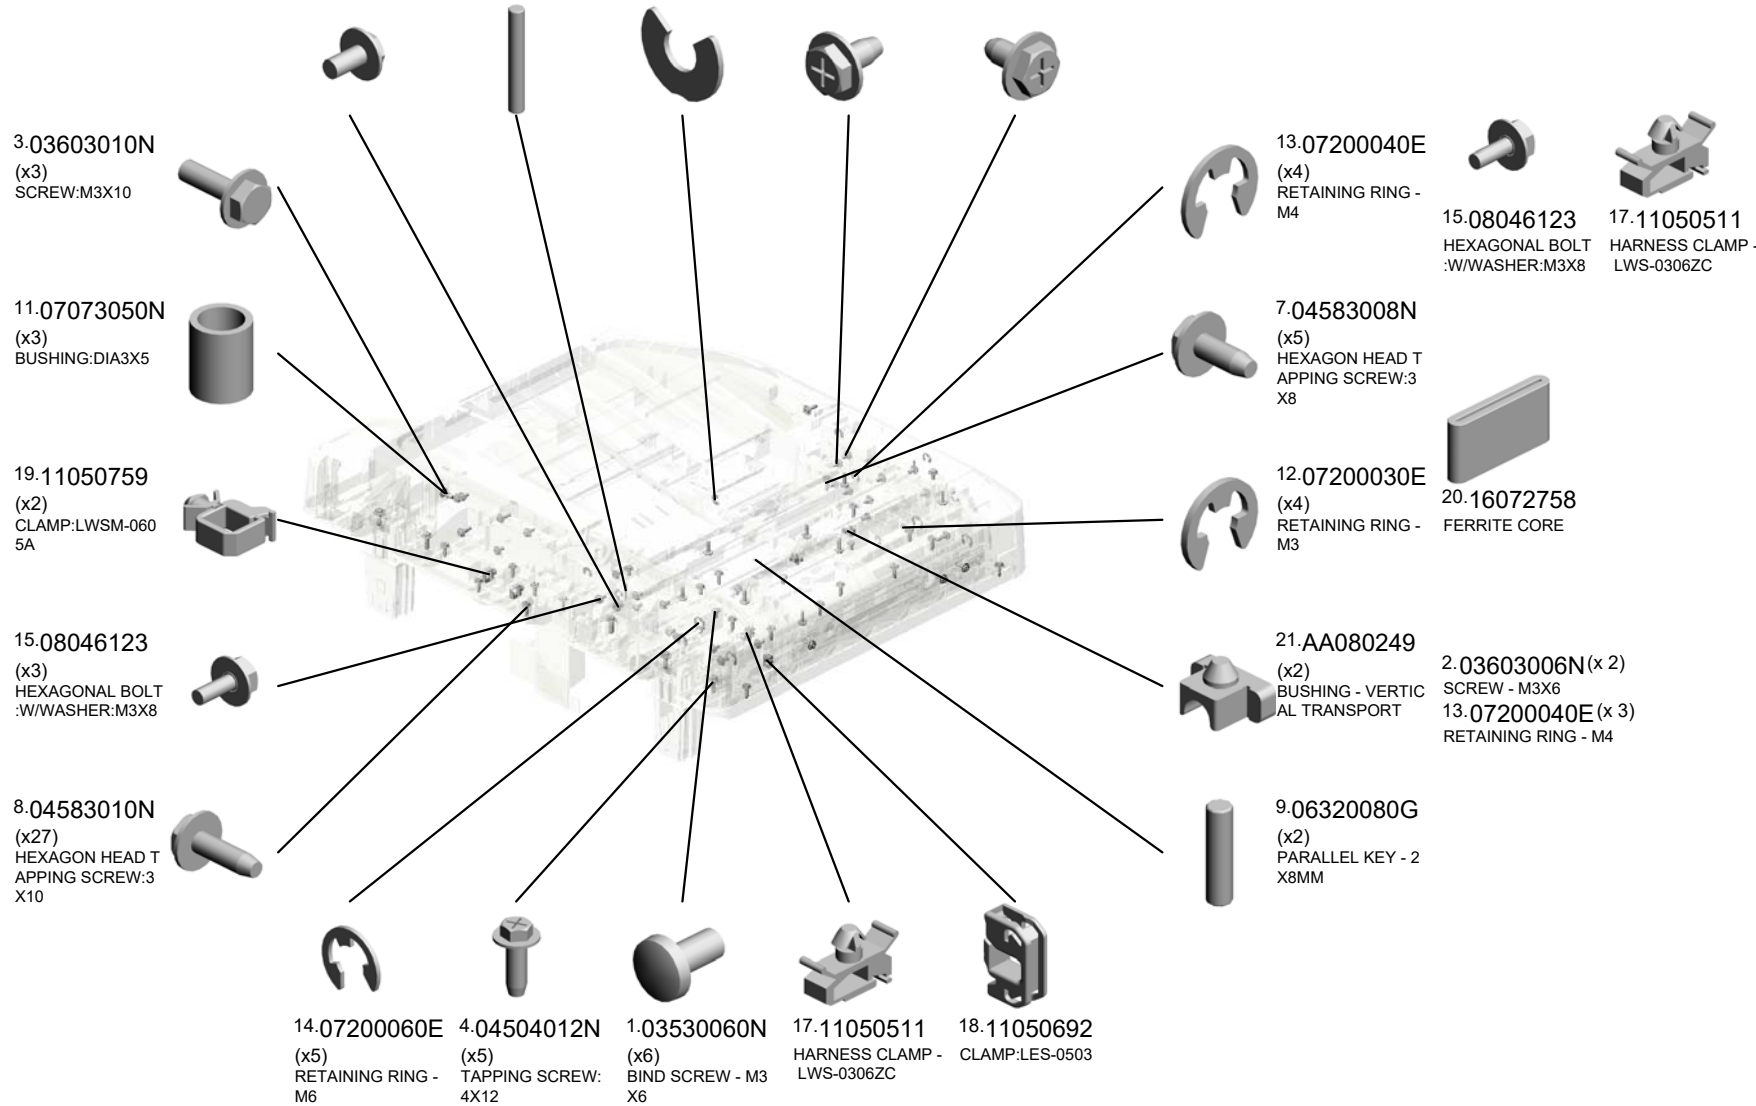 3.03603010N
(x3)
SCREW:M3X10
11.07073050N
(x3)
BUSHING:DIA3X5
19.11050759
(x2)
CLAMP:LWSM-060
5A
15.08046123
(x3)
HEXAGONAL BOLT
:W/WASHER:M3X8
8.04583010N
(x27)
HEXAGON HEAD T
APPING SCREW:3
X10
14.07200060E
(x5)
RETAINING RING -
M6
4.04504012N
(x5)
TAPPING SCREW:
4X12
1.03530060N
(x6)
BIND SCREW - M3
X6
17.11050511
HARNESS CLAMP -
LWS-0306ZC
18.11050692
CLAMP:LES-0503
13.07200040E
(x4)
RETAINING RING -
M4
7.04583008N
(x5)
HEXAGON HEAD T
APPING SCREW:3
X8
12.07200030E
(x4)
RETAINING RING -
M3
21.AA080249
(x2)
BUSHING - VERTIC
AL TRANSPORT
9.06320080G
(x2)
PARALLEL KEY - 2
X8MM
15.08046123
HEXAGONAL BOLT
:W/WASHER:M3X8
17.11050511
HARNESS CLAMP -
LWS-0306ZC
20.16072758
FERRITE CORE
2.03603006N (x 2)
SCREW - M3X6
13.07200040E (x 3)
RETAINING RING - M4